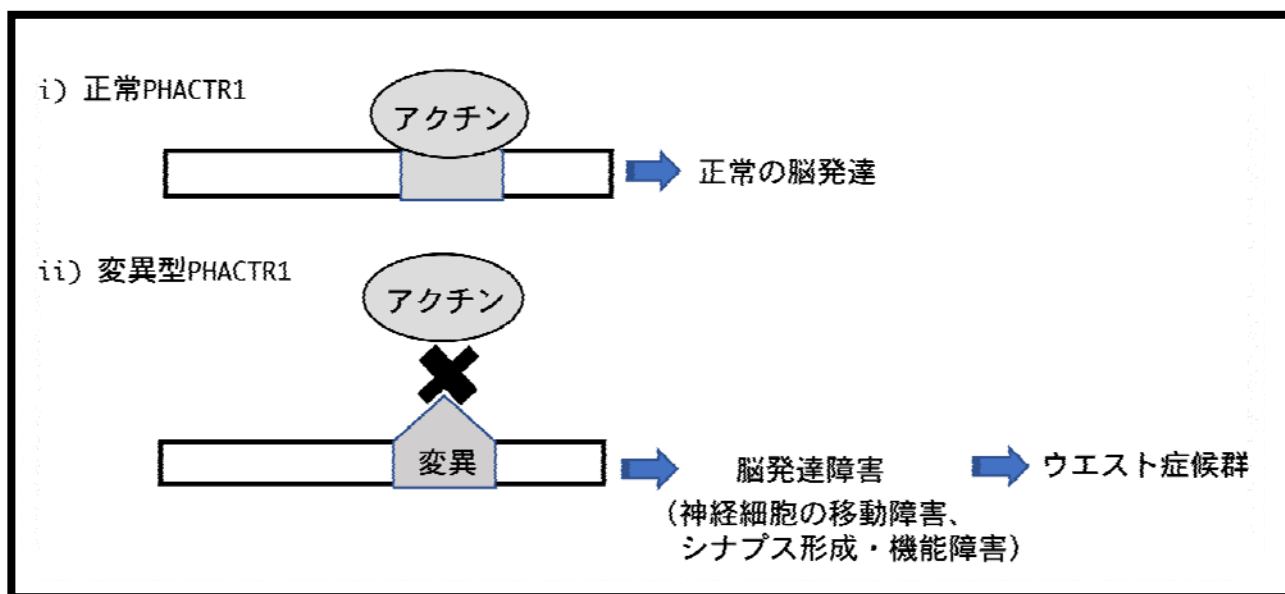 i) 正常PHACTR1
アクチン
正常の脳発達
ii) 変異型PHACTR1
アクチン
変異
脳発達障害
(神経細胞の移動障害、
シナプス形成・機能障害)
ウエスト症候群